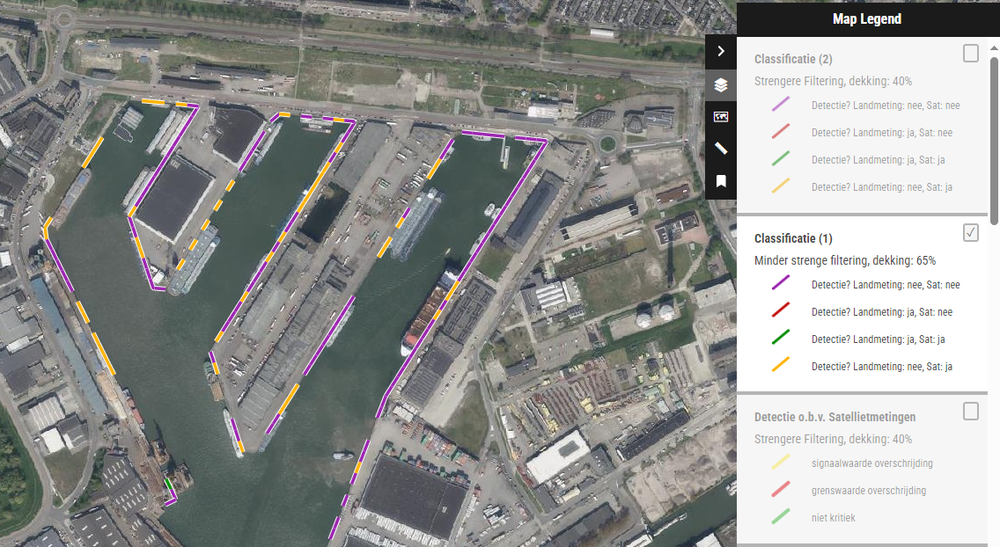 Map Legend
Classificatie (2)
Strengere Filtering, dekking: 40%
Detectie? Landmeting: nee, Sat: nee
Detectie? Landmeting: ja, Sat: nee
Detectie? Landmeting: ja, Sat: ja
Detectie? Landmeting: nee, Sat: ja
Classificatie (1)
Minder strenge filtering, dekking: 65%
Detectie? Landmeting: nee, Sat: nee
Detectie? Landmeting: ja, Sat: nee
Detectie? Landmeting: ja, Sat: ja
Detectie? Landmeting: nee, Sat: ja
Detectie o.b.v. Satellietmetingen
Strengere Filtering, dekking: 40%
signaalwaarde overschrijding
grenswaarde overschrijding
niet kritiek